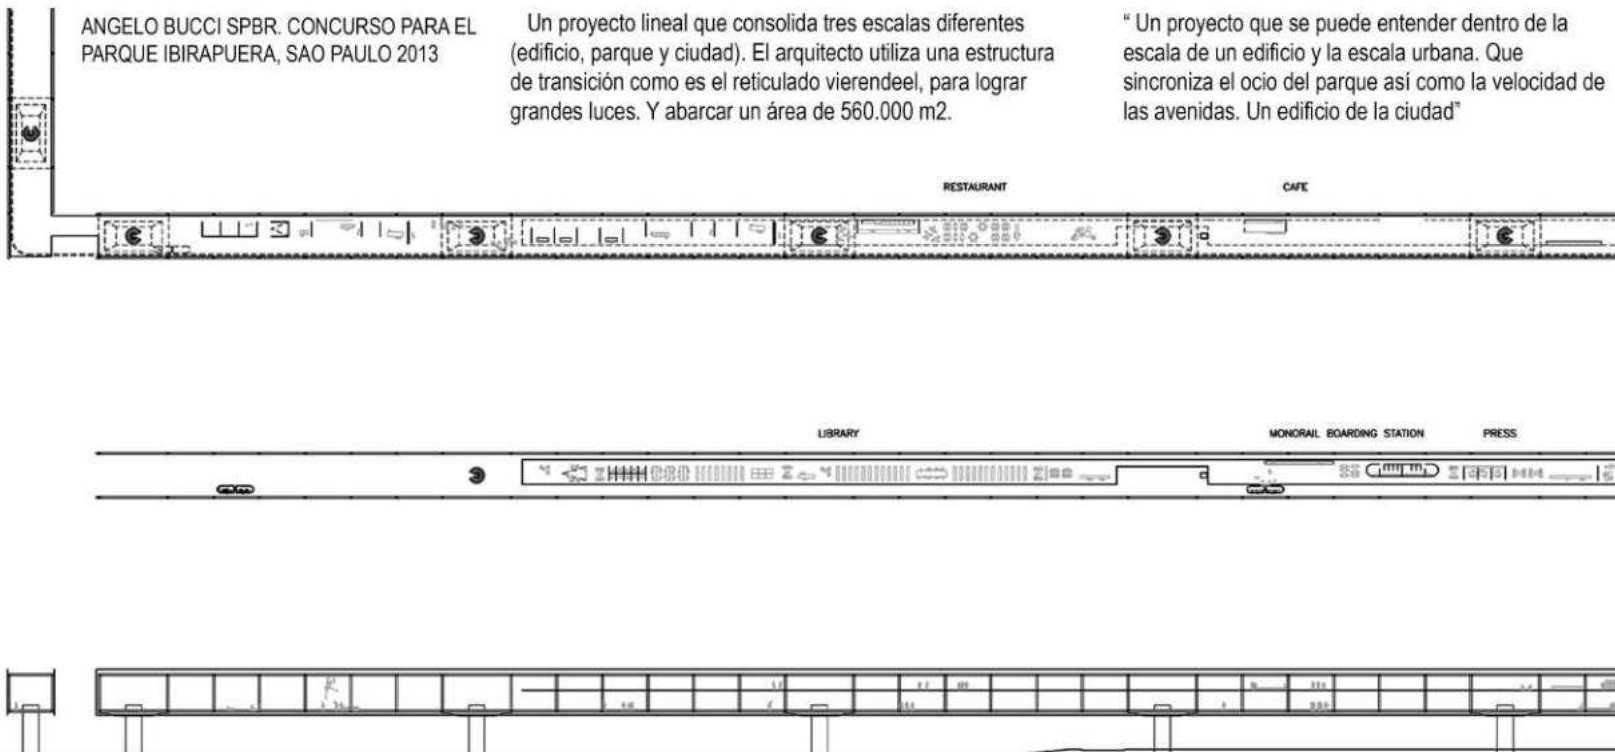 ANGELO BUCCI SPBR. CONCURSO PARA EL
PARQUE IBIRAPUERA, SAO PAULO 2013
Un proyecto lineal que consolida tres escalas diferentes
(edificio, parque y ciudad). El arquitecto utiliza una estructura
de transición como es el reticulado vierendeel, para lograr
grandes luces. Y abarcar un área de 560.000 m2.
“ Un proyecto que se puede entender dentro de la
escala de un edificio y la escala urbana. Que
sincroniza el ocio del parque así como la velocidad de
las avenidas. Un edificio de la ciudad”
RESTAURANT
CAFE
LIBRARY
MONORAIL BOARDING STATION
PRESS